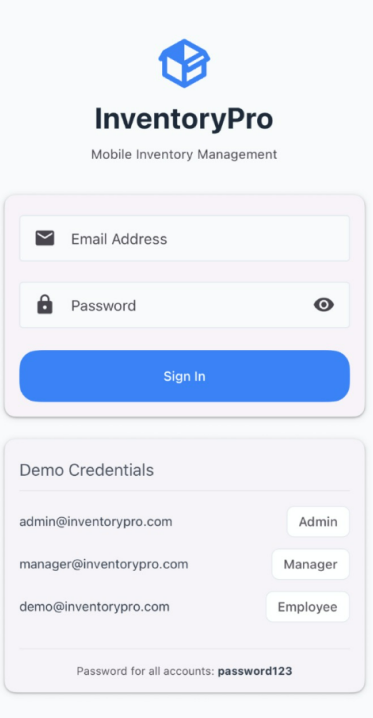 InventoryPro
Mobile Inventory Management
Email Address
Password
Sign In
Demo Credentials
admin@inventorypro.com Admin
manager@inventorypro.com Manager
demo@inventorypro.com Employee
Password for all accounts: password123